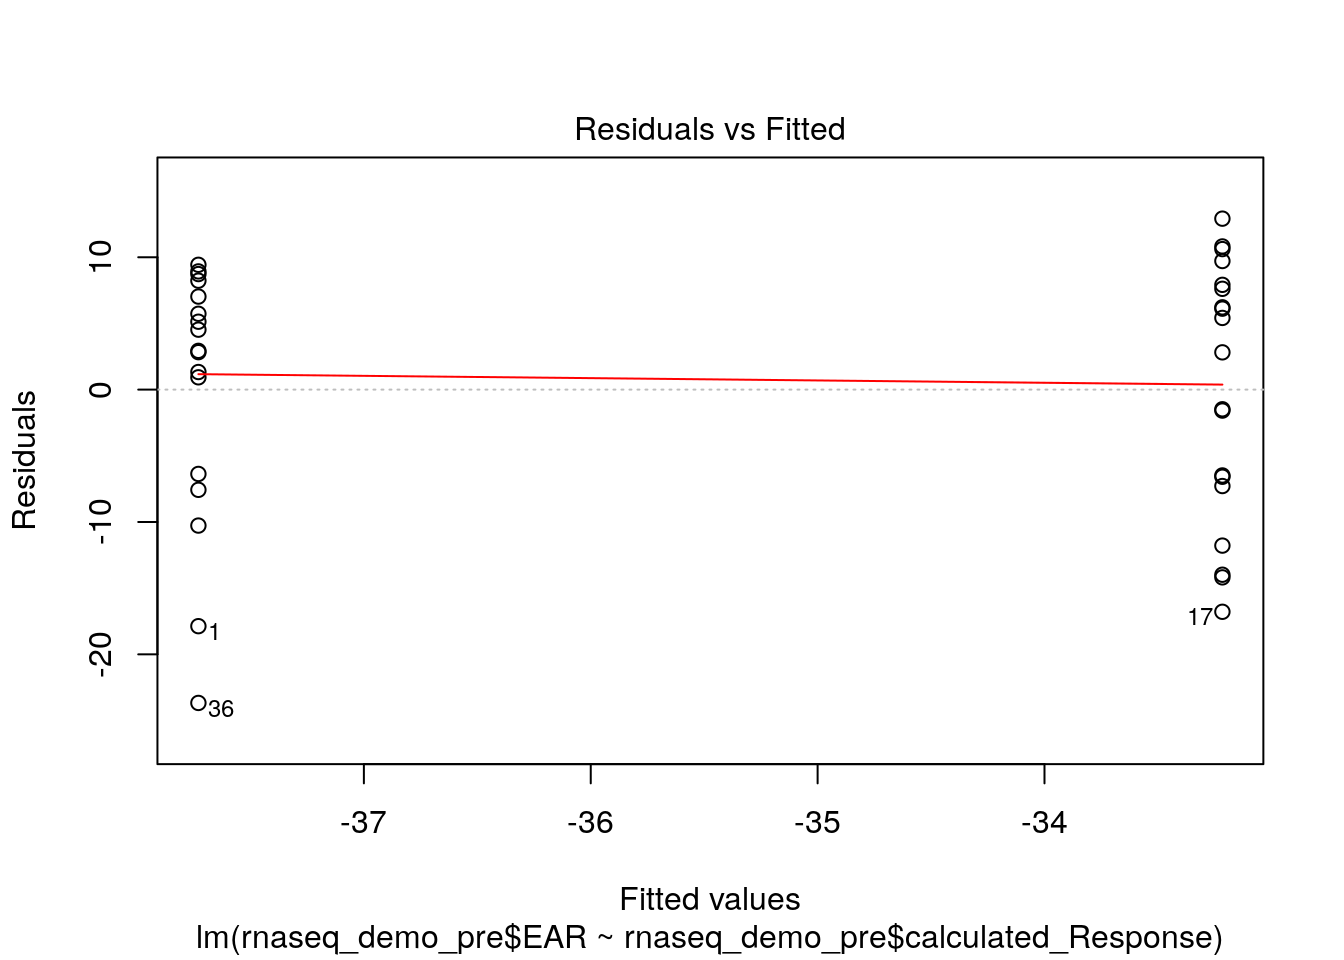 Residuals vs Fitted
10
0
-10
-20
Residuals
1
36
17
-37
-36
-35
-34
Fitted values
lm(rnaseq_demo_pre$EAR ~ rnaseq_demo_pre$calculated_Response)